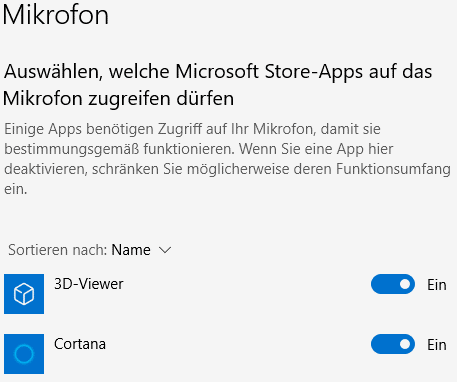 Mikrofon
Auswählen, welche Microsoft Store-Apps auf das
Mikrofon zugreifen dürfen
Einige Apps benötigen Zugriff auf Ihr Mikrofon, damit sie
bestimmungsgemäß funktionieren. Wenn Sie eine App hier
deaktivieren, schränken Sie möglicherweise deren Funktionsumfang
ein.
Sortieren nach: Name
3D-Viewer Ein
Cortana Ein